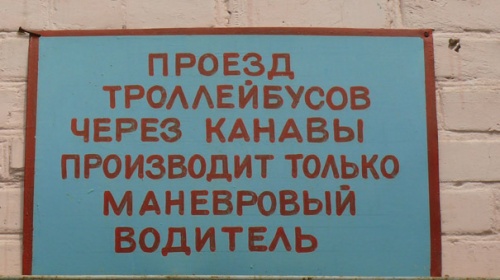 ПРОЕЗД
ТРОЛЛЕЙБУСОВ
ЧЕРЕЗ КАНАВЫ
ПРОИЗВОДИТ ТОЛЬКО
МАНЕВРОВЫЙ
ВОДИТЕЛЬ